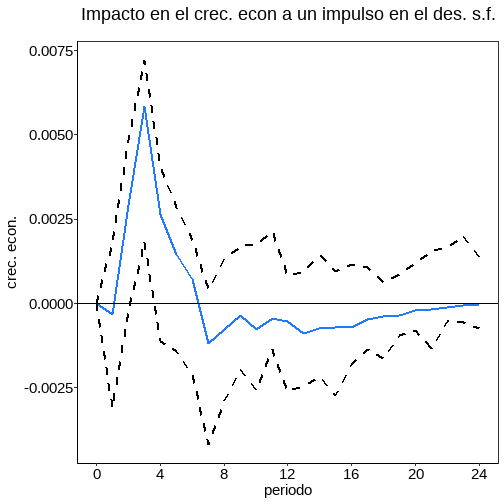 Impacto en el crec. econ a un impulso en el des. s.f.
0.0075
0.0050
0.0025
0.0000
-0.0025
crec. econ.
0 4 8 12 16 20 24
periodo